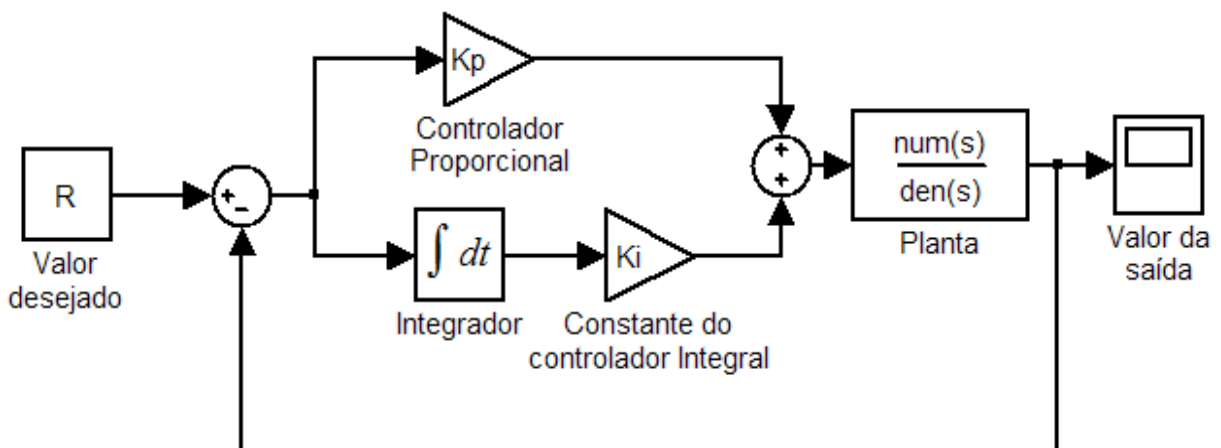 Kp
Controlador
Proporcional
R
Valor
desejado
+
−
∫ dt
Integrador
Ki
Constante do
controlador Integral
+
+
num(s)
den(s)
Planta
Valor da
saída